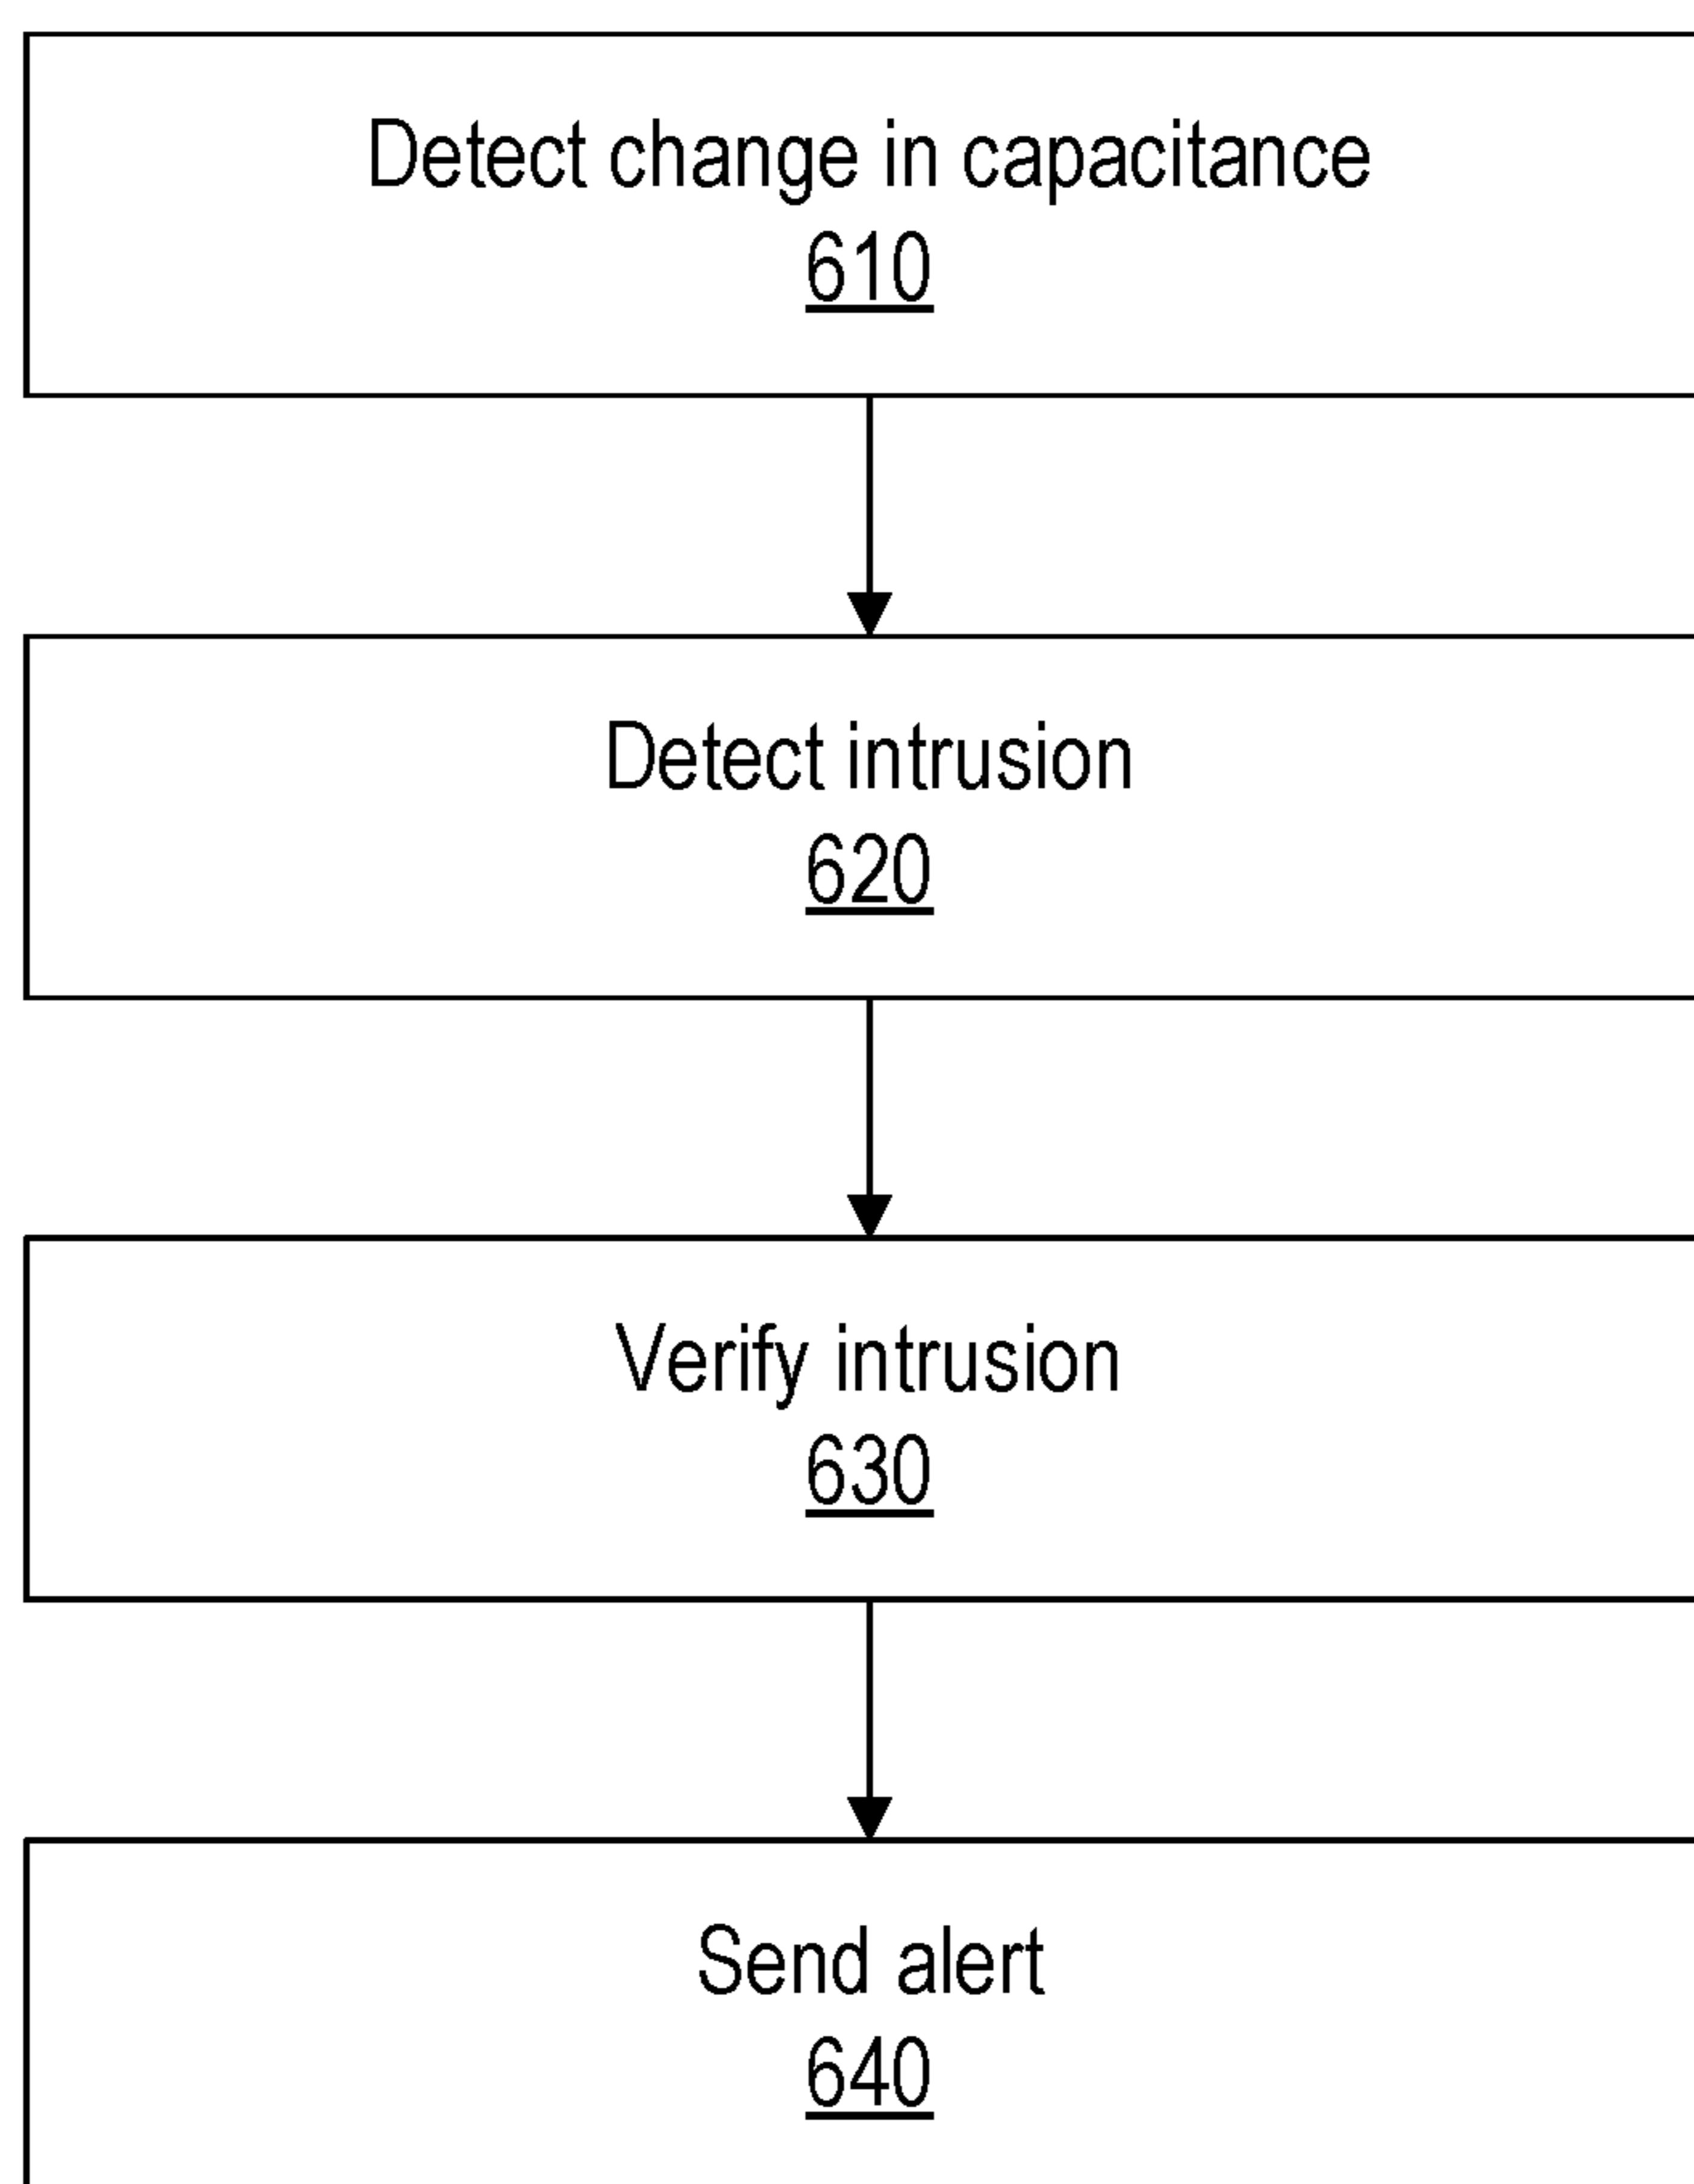 Detect change in capacitance
610
Detect intrusion
620
Verify intrusion
630
Send alert
640